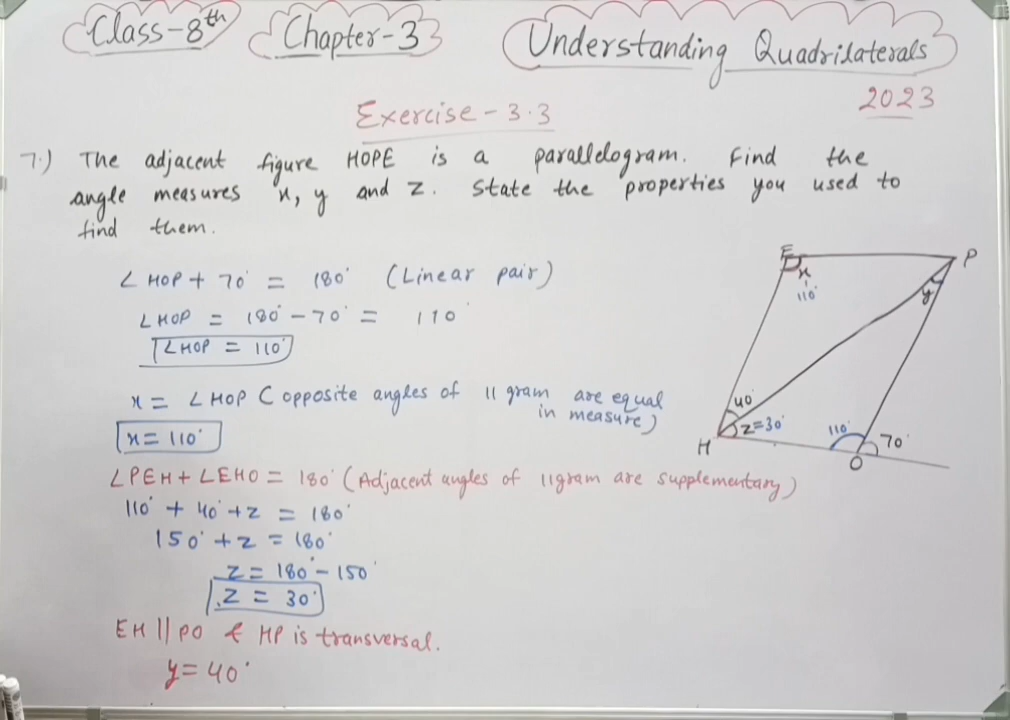 Class-8th
Chapter-3
Understanding Quadrilaterals
2023
Exercise-3.3
7.) The adjacent figure HOPE is a parallelogram. Find the
angle measures x, y and z. State the properties you used to
find them.
∠HOP + 70° = 180° (Linear pair)
∠HOP = 180° - 70° = 110°
∠HOP = 110°
x = ∠HOP (opposite angles of ||gram are equal
in measure)
x = 110°
∠PEH + ∠EHO = 180° (Adjacent angles of ||gram are supplementary)
110° + 40° + z = 180°
150° + z = 180°
z = 180° - 150°
z = 30°
EH || PO & HP is transversal.
y = 40°
E
P
x
110°
y
40°
z=30°
110°
70°
H
O